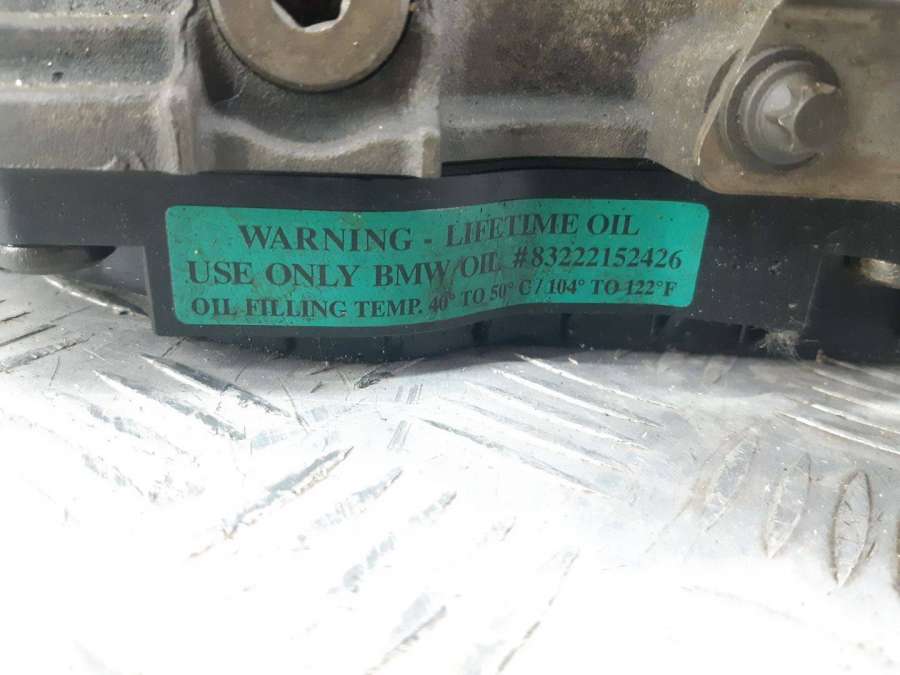 WARNING - LIFETIME OIL
USE ONLY BMW OIL #83222152426
OIL FILLING TEMP. 40° TO 50° C / 104° TO 122°F